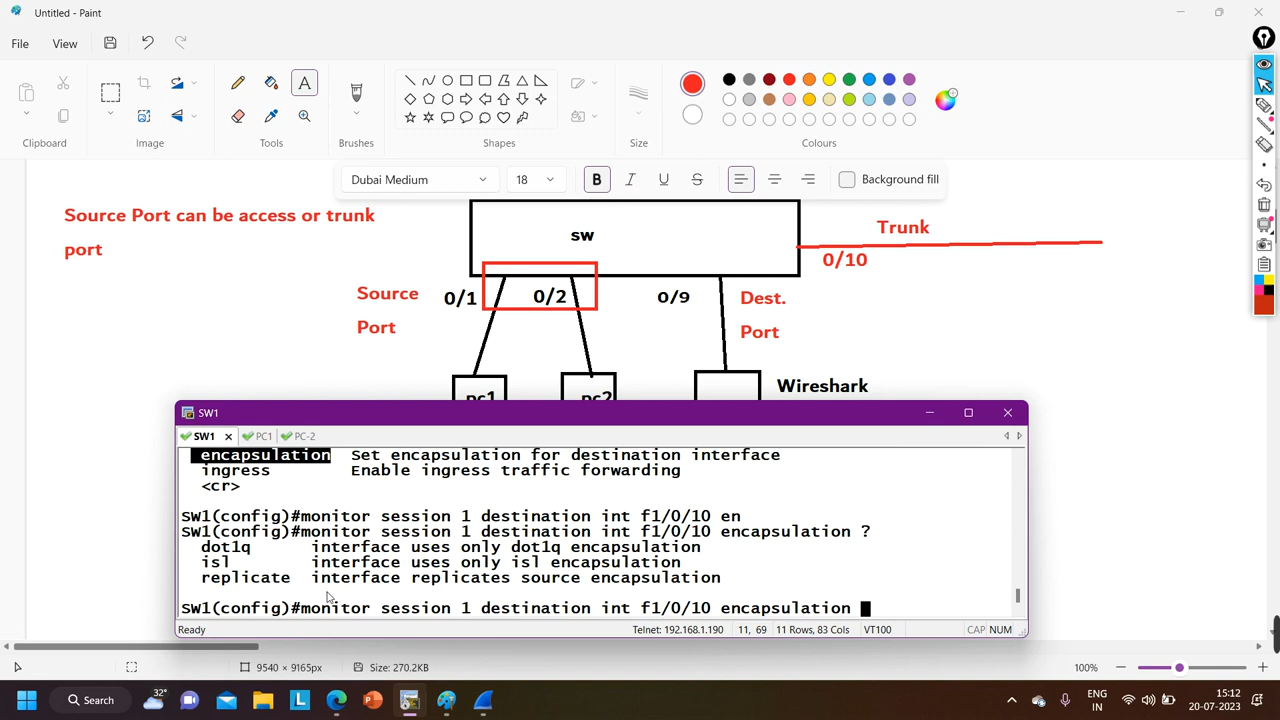 Untitled - Paint
File
View
Clipboard
Image
Tools
Brushes
Shapes
Size
Colours
Dubai Medium
18
B
I
U
S
Background fill
Source Port can be access or trunk
port
sw
Trunk
0/10
Source
Port
0/1
0/2
0/9
Dest.
Port
pc1
pc2
Wireshark
SW1
SW1
PC1
PC-2
encapsulation Set encapsulation for destination interface
ingress Enable ingress traffic forwarding
<cr>
SW1(config)#monitor session 1 destination int f1/0/10 en
SW1(config)#monitor session 1 destination int f1/0/10 encapsulation ?
dot1q interface uses only dot1q encapsulation
isl interface uses only isl encapsulation
replicate interface replicates source encapsulation
SW1(config)#monitor session 1 destination int f1/0/10 encapsulation
Ready
Telnet: 192.168.1.190
11, 69
11 Rows, 83 Cols
VT100
CAP
NUM
9540 × 9165px
Size: 270.2KB
100%
Search
32°
ENG
IN
15:12
20-07-2023